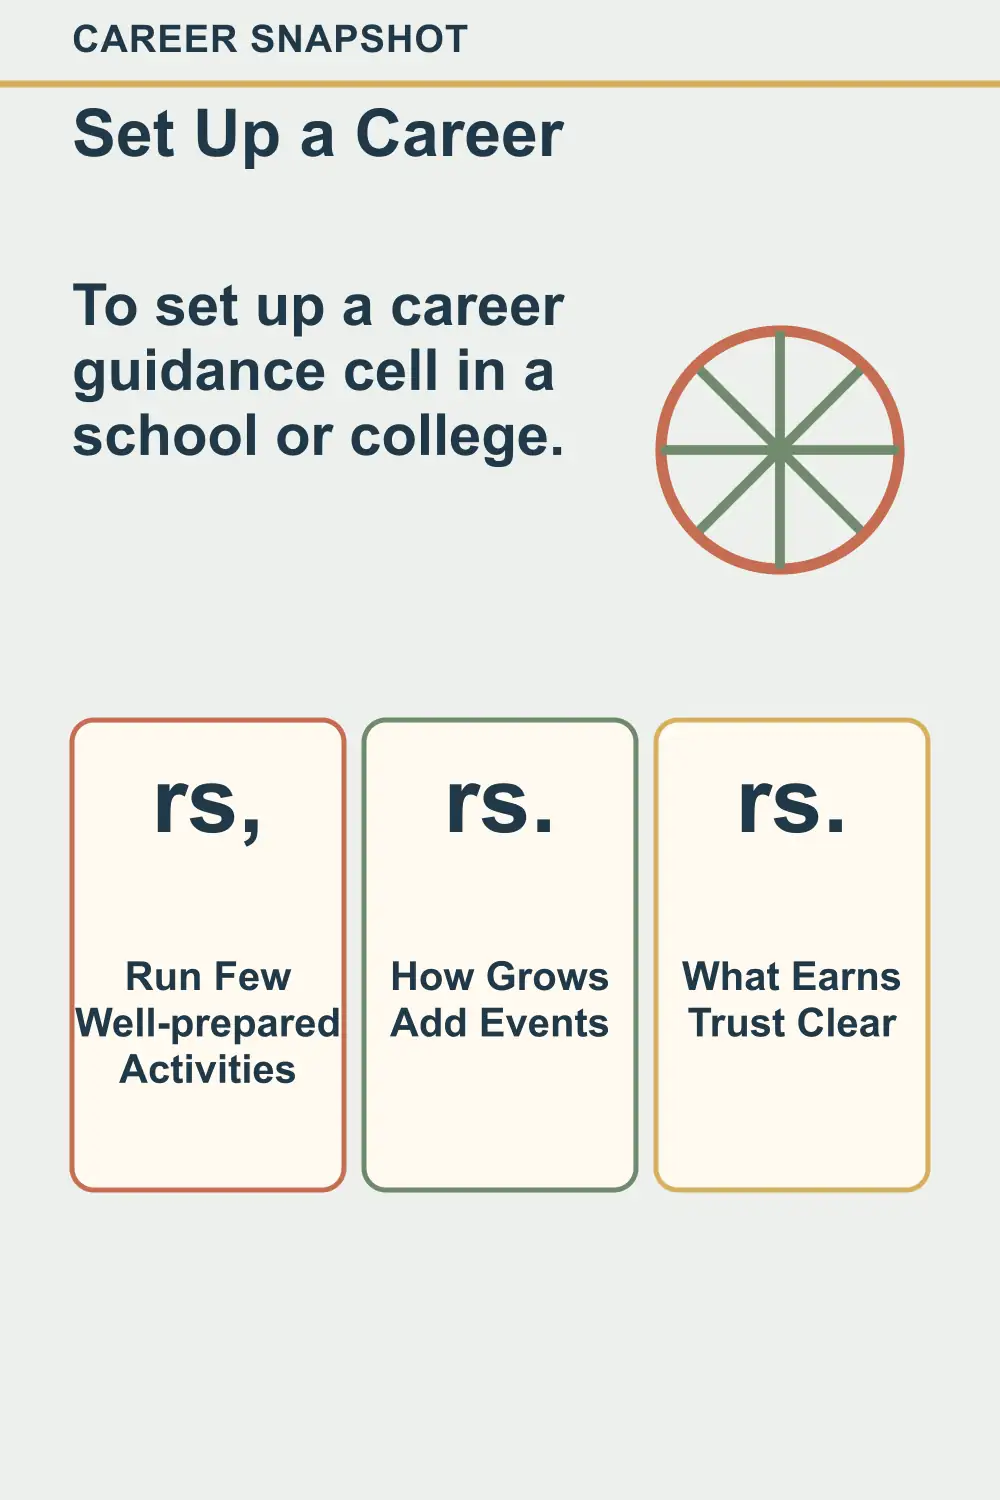 CAREER SNAPSHOT
Set Up a Career
To set up a career
guidance cell in a
school or college.
rs,
Run Few
Well-prepared
Activities
rs.
How Grows
Add Events
rs.
What Earns
Trust Clear